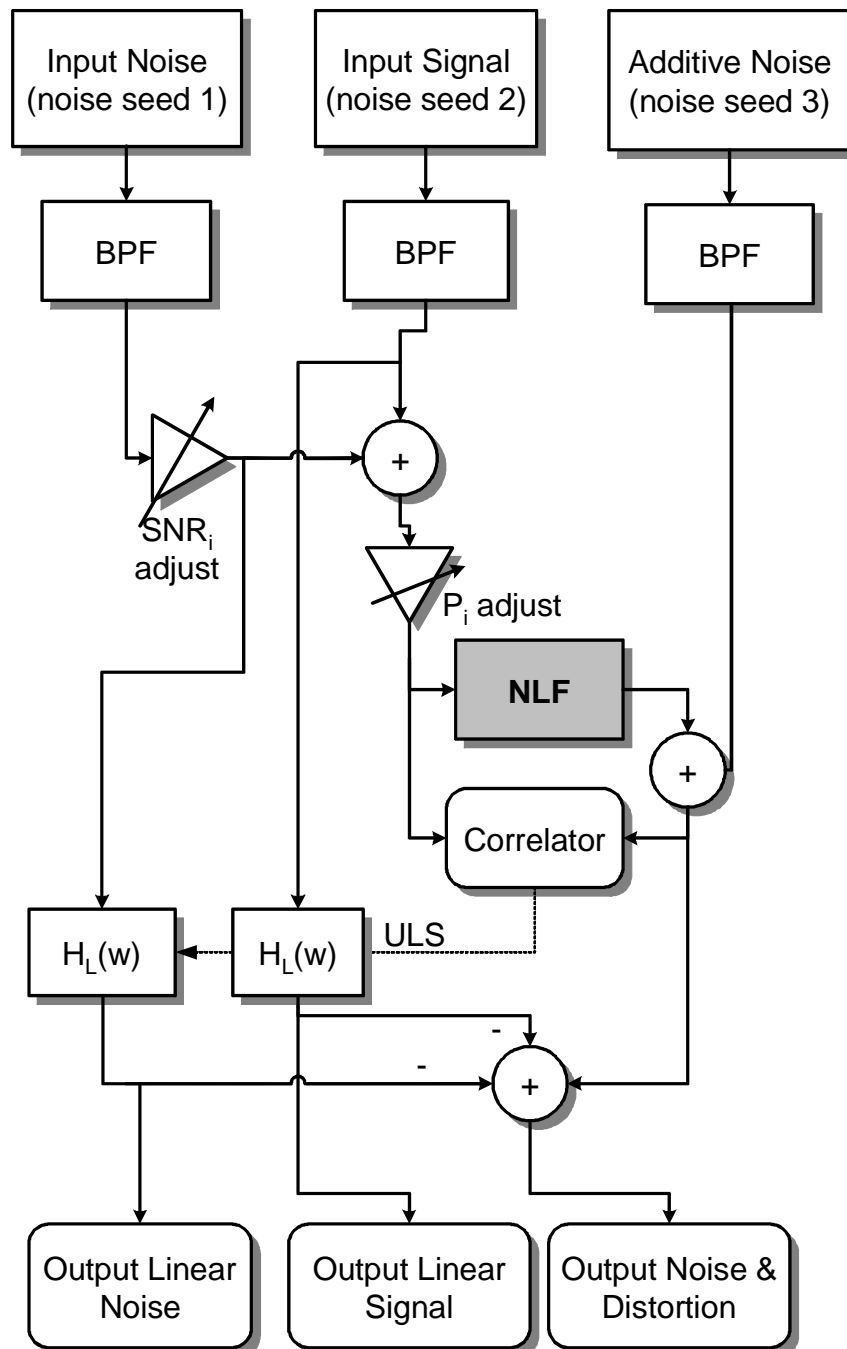 Input Noise
(noise seed 1)
Input Signal
(noise seed 2)
Additive Noise
(noise seed 3)
BPF
BPF
BPF
+
SNRi
adjust
Pi adjust
NLF
+
Correlator
HL(w)
HL(w)
ULS
-
-
+
Output Linear
Noise
Output Linear
Signal
Output Noise &
Distortion